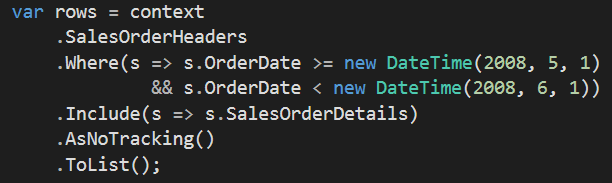 var rows = context
.SalesOrderHeaders
.Where(s => s.OrderDate >= new DateTime(2008, 5, 1)
&& s.OrderDate < new DateTime(2008, 6, 1))
.Include(s => s.SalesOrderDetails)
.AsNoTracking()
.ToList();